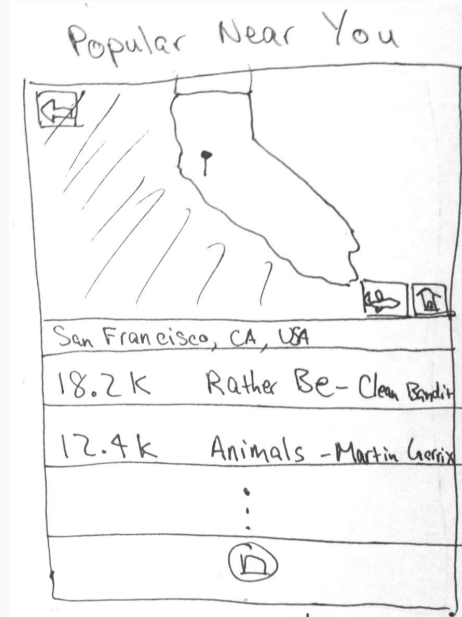 Popular Near You
San Francisco, CA, USA
18.2K Rather Be - Clean Bandit
12.4K Animals - Martin Garrix